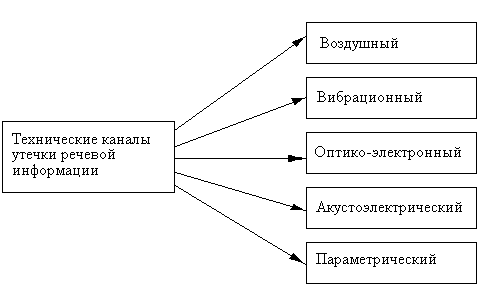 Технические каналы
утечки речевой
информации
Воздушный
Вибрационный
Оптико-электронный
Акустоэлектрический
Параметрический